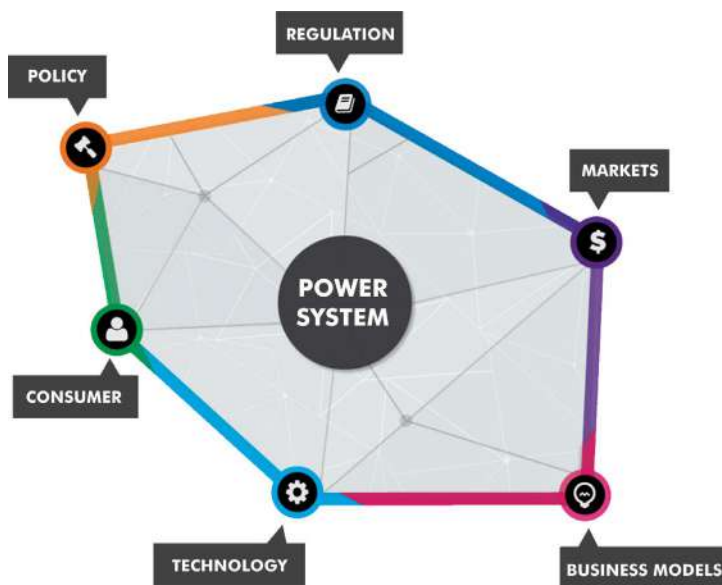 REGULATION
POLICY
MARKETS
$
POWER
SYSTEM
CONSUMER
TECHNOLOGY
BUSINESS MODELS